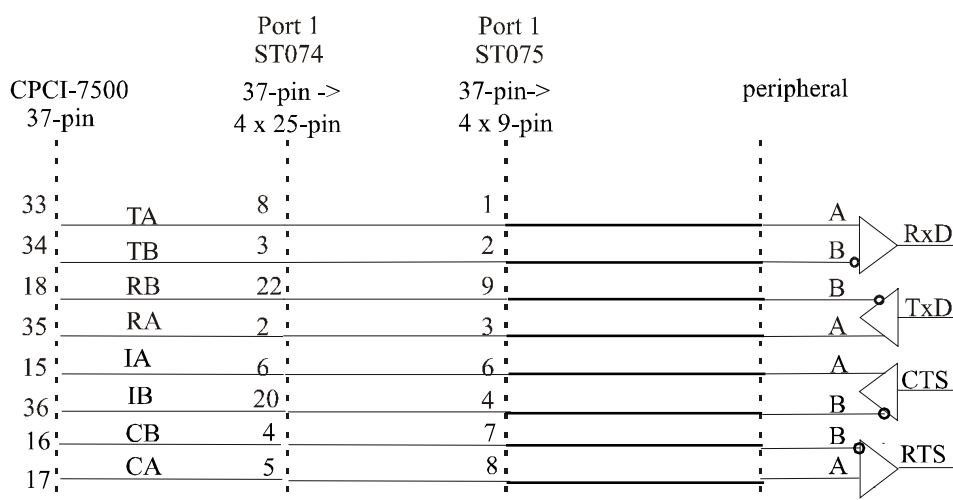 Port 1 Port 1
ST074 ST075
CPCI-7500 37-pin -> 37-pin-> peripheral
37-pin 4 x 25-pin 4 x 9-pin
33 TA 8 1 A RxD
34 TB 3 2 B
18 RB 22 9 B TxD
35 RA 2 3 A
15 IA 6 6 A CTS
36 IB 20 4 B
16 CB 4 7 B RTS
17 CA 5 8 A